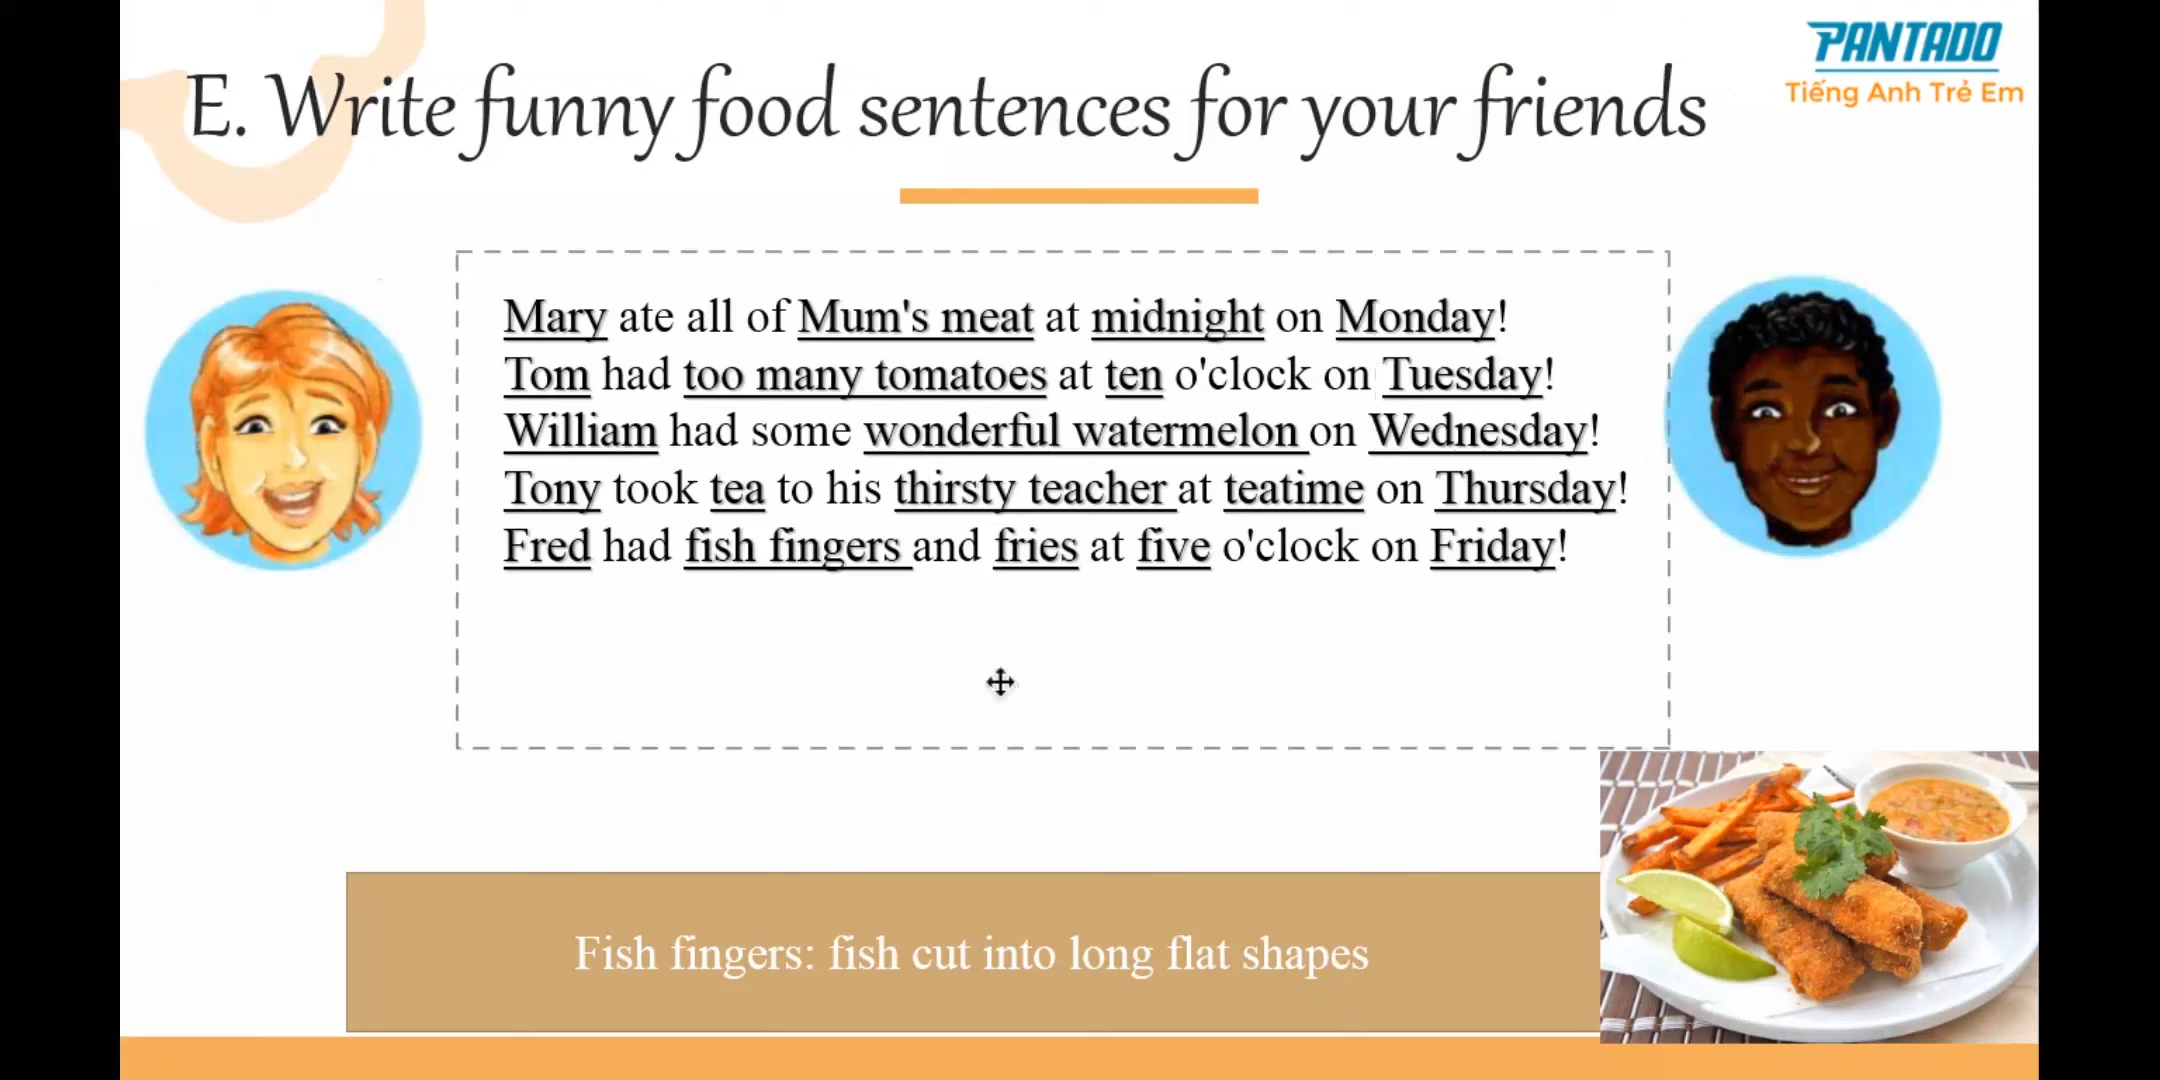 PANTADO
Tiếng Anh Trẻ Em
E. Write funny food sentences for your friends
Mary ate all of Mum's meat at midnight on Monday!
Tom had too many tomatoes at ten o'clock on Tuesday!
William had some wonderful watermelon on Wednesday!
Tony took tea to his thirsty teacher at teatime on Thursday!
Fred had fish fingers and fries at five o'clock on Friday!
Fish fingers: fish cut into long flat shapes